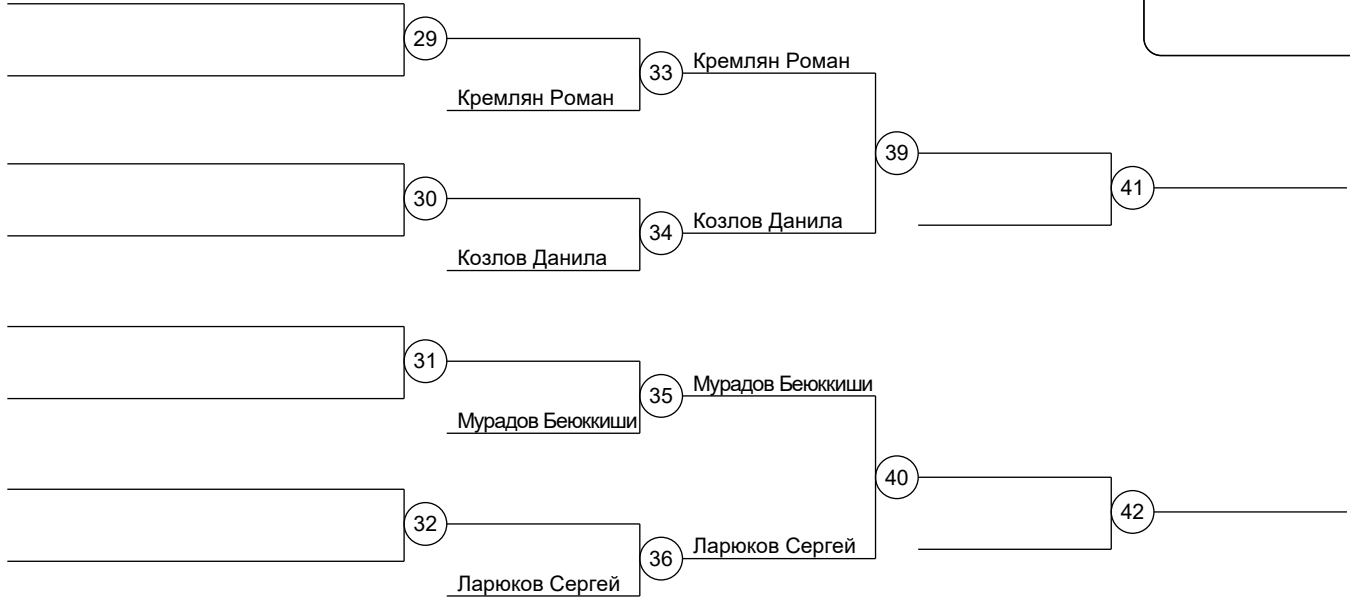 29
33
Кремлян Роман
Кремлян Роман
39
41
30
34
Козлов Данила
Козлов Данила
31
35
Мурадов Беюккиши
Мурадов Беюккиши
40
42
32
36
Ларюков Сергей
Ларюков Сергей